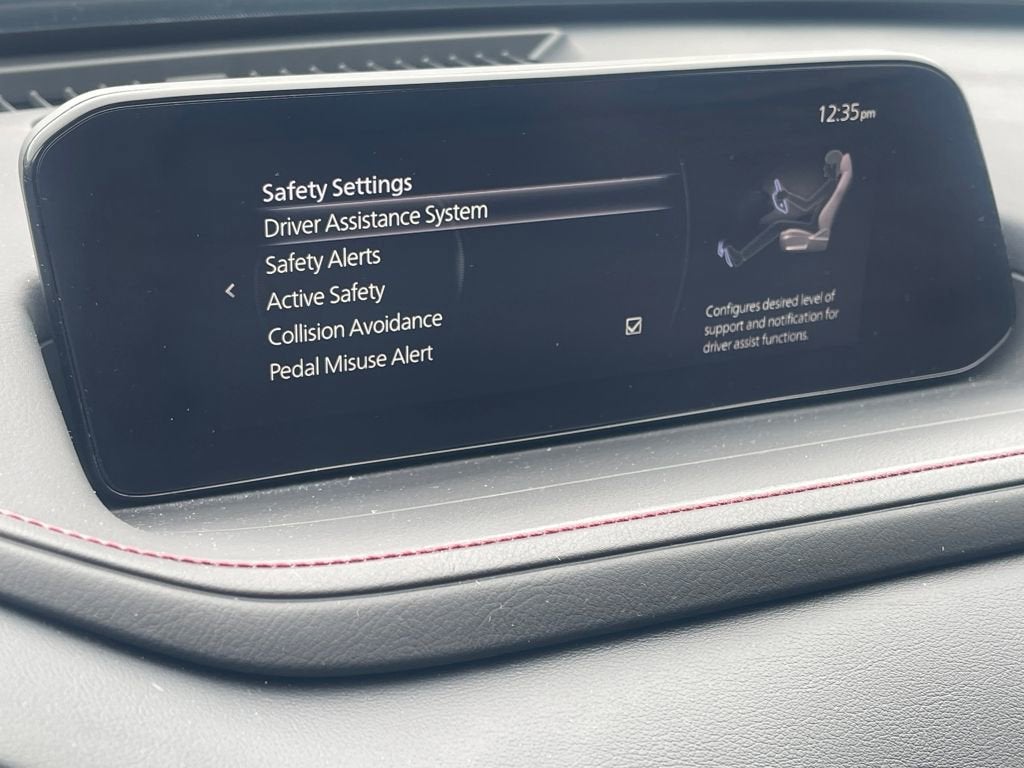 12:35pm
Safety Settings
Driver Assistance System
Safety Alerts
Active Safety
Collision Avoidance
Pedal Misuse Alert
Configures desired level of
support and notification for
driver assist functions.